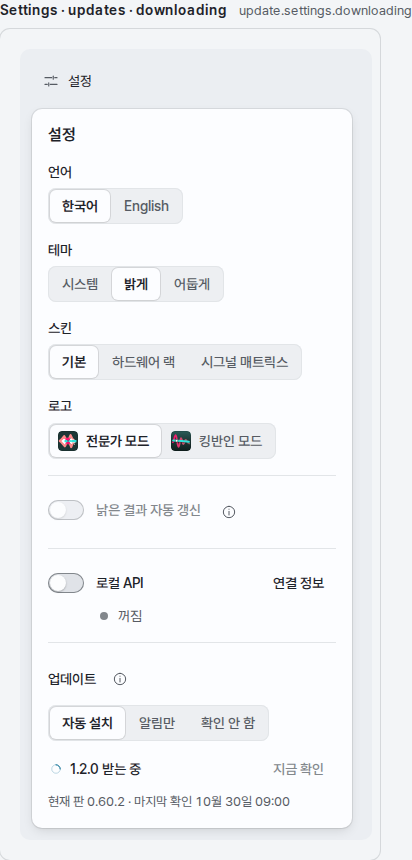 Settings · updates · downloading update.settings.downloading
설정
설정
언어
한국어 English
테마
시스템 밝게 어둡게
스킨
기본 하드웨어 랙 시그널 매트릭스
로고
전문가 모드 킹반인 모드
낡은 결과 자동 갱신
로컬 API 연결 정보
꺼짐
업데이트
자동 설치 알림만 확인 안 함
1.2.0 받는 중 지금 확인
현재 판 0.60.2 · 마지막 확인 10월 30일 09:00